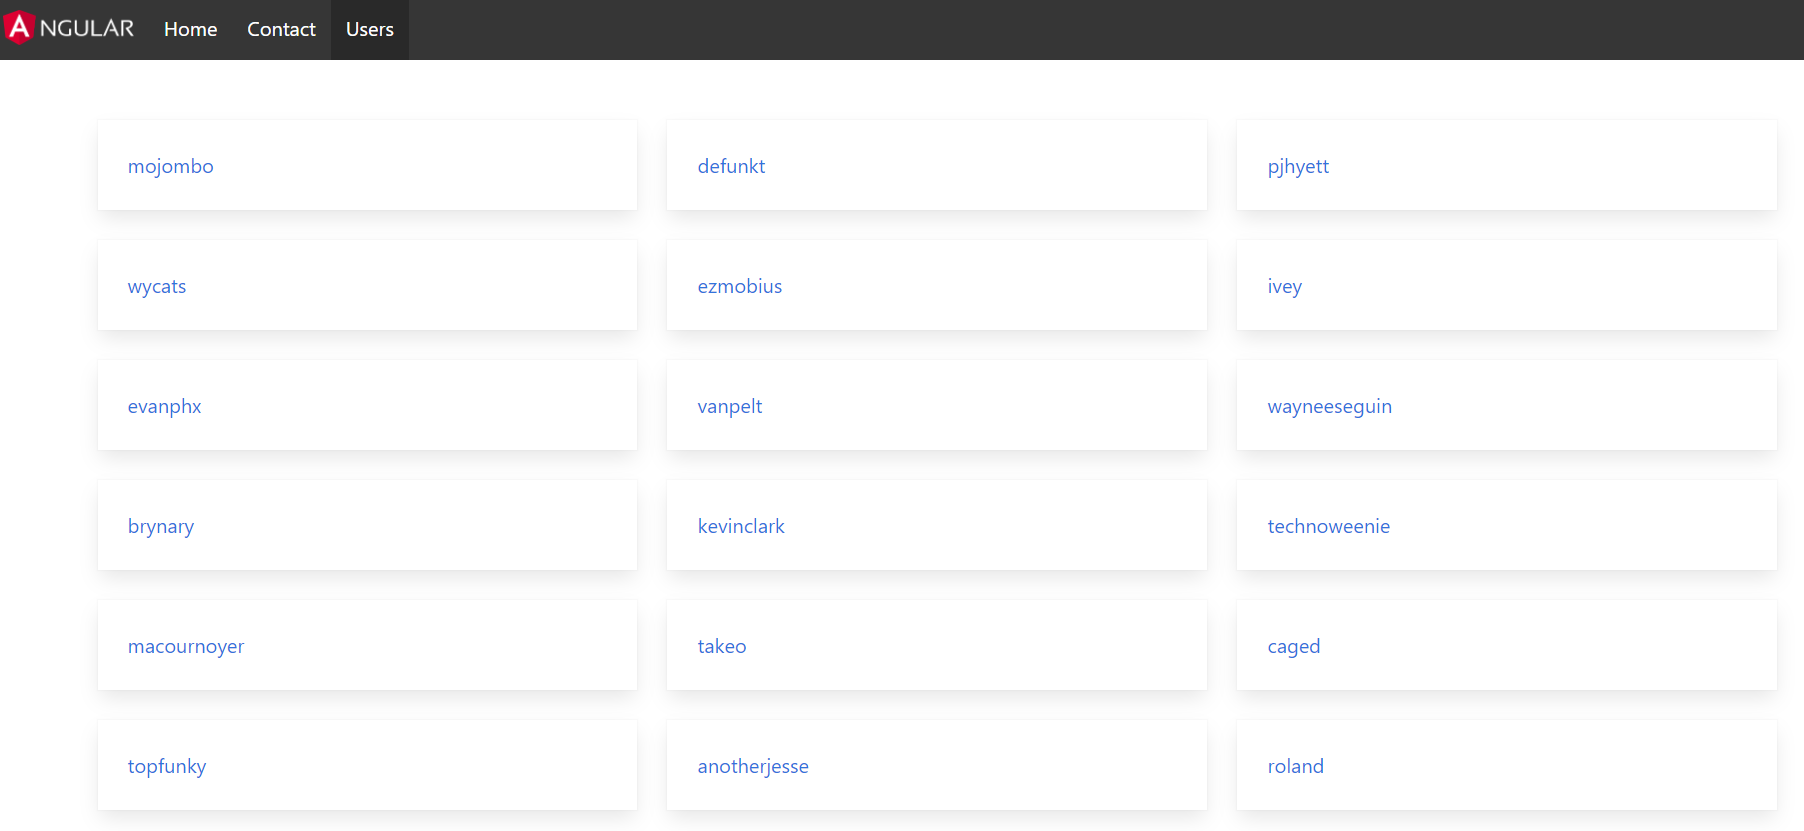 ANGULAR Home Contact Users
mojombo defunkt pjhyett
wycats ezmobius ivey
evanphx vanpelt wayneeseguin
brynary kevinclark technoweenie
macournoyer takeo caged
topfunky anotherjesse roland